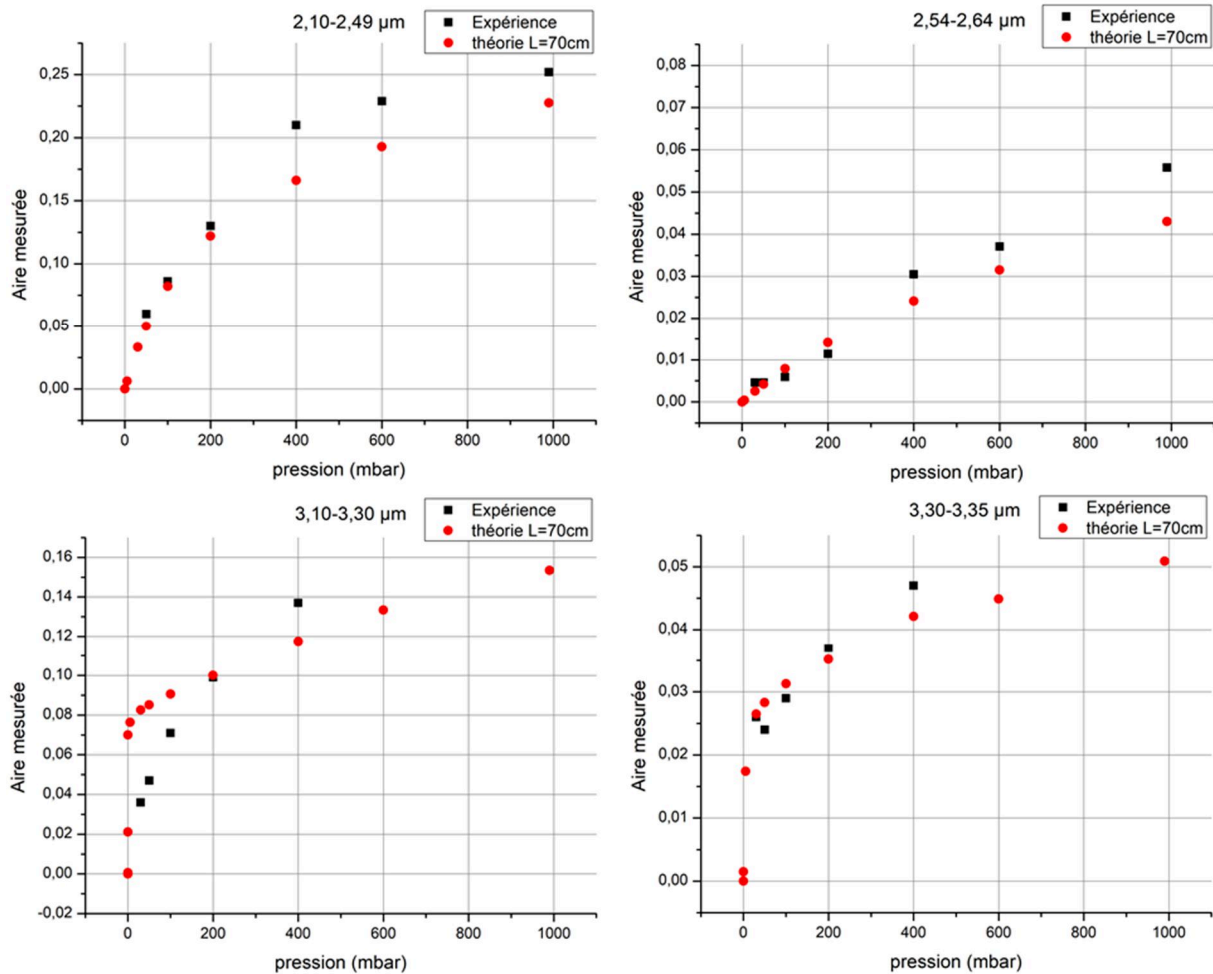 2,10-2,49 µm
Expérience
théorie L=70cm
0,25
0,20
0,15
0,10
0,05
0,00
Aire mesurée
0 200 400 600 800 1000
pression (mbar)
2,54-2,64 µm
Expérience
théorie L=70cm
0,08
0,07
0,06
0,05
0,04
0,03
0,02
0,01
0,00
Aire mesurée
0 200 400 600 800 1000
pression (mbar)
3,10-3,30 µm
Expérience
théorie L=70cm
0,16
0,14
0,12
0,10
0,08
0,06
0,04
0,02
0,00
-0,02
Aire mesurée
0 200 400 600 800 1000
pression (mbar)
3,30-3,35 µm
Expérience
théorie L=70cm
0,05
0,04
0,03
0,02
0,01
0,00
Aire mesurée
0 200 400 600 800 1000
pression (mbar)